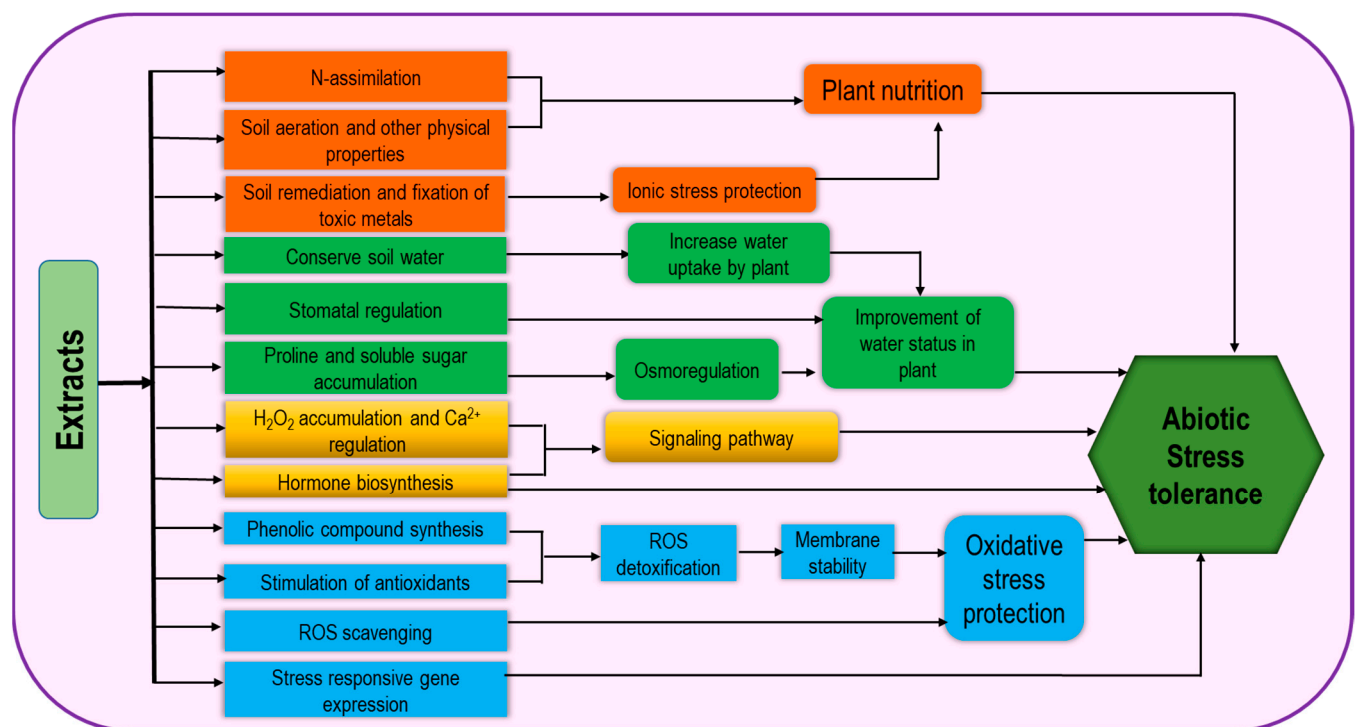 Extracts
N-assimilation
Soil aeration and other physical
properties
Soil remediation and fixation of
toxic metals
Conserve soil water
Stomatal regulation
Proline and soluble sugar
accumulation
H₂O₂ accumulation and Ca²⁺
regulation
Hormone biosynthesis
Phenolic compound synthesis
Stimulation of antioxidants
ROS scavenging
Stress responsive gene
expression
Plant nutrition
Ionic stress protection
Increase water
uptake by plant
Improvement of
water status in
plant
Osmoregulation
Signaling pathway
ROS
detoxification
Membrane
stability
Oxidative
stress
protection
Abiotic
Stress
tolerance